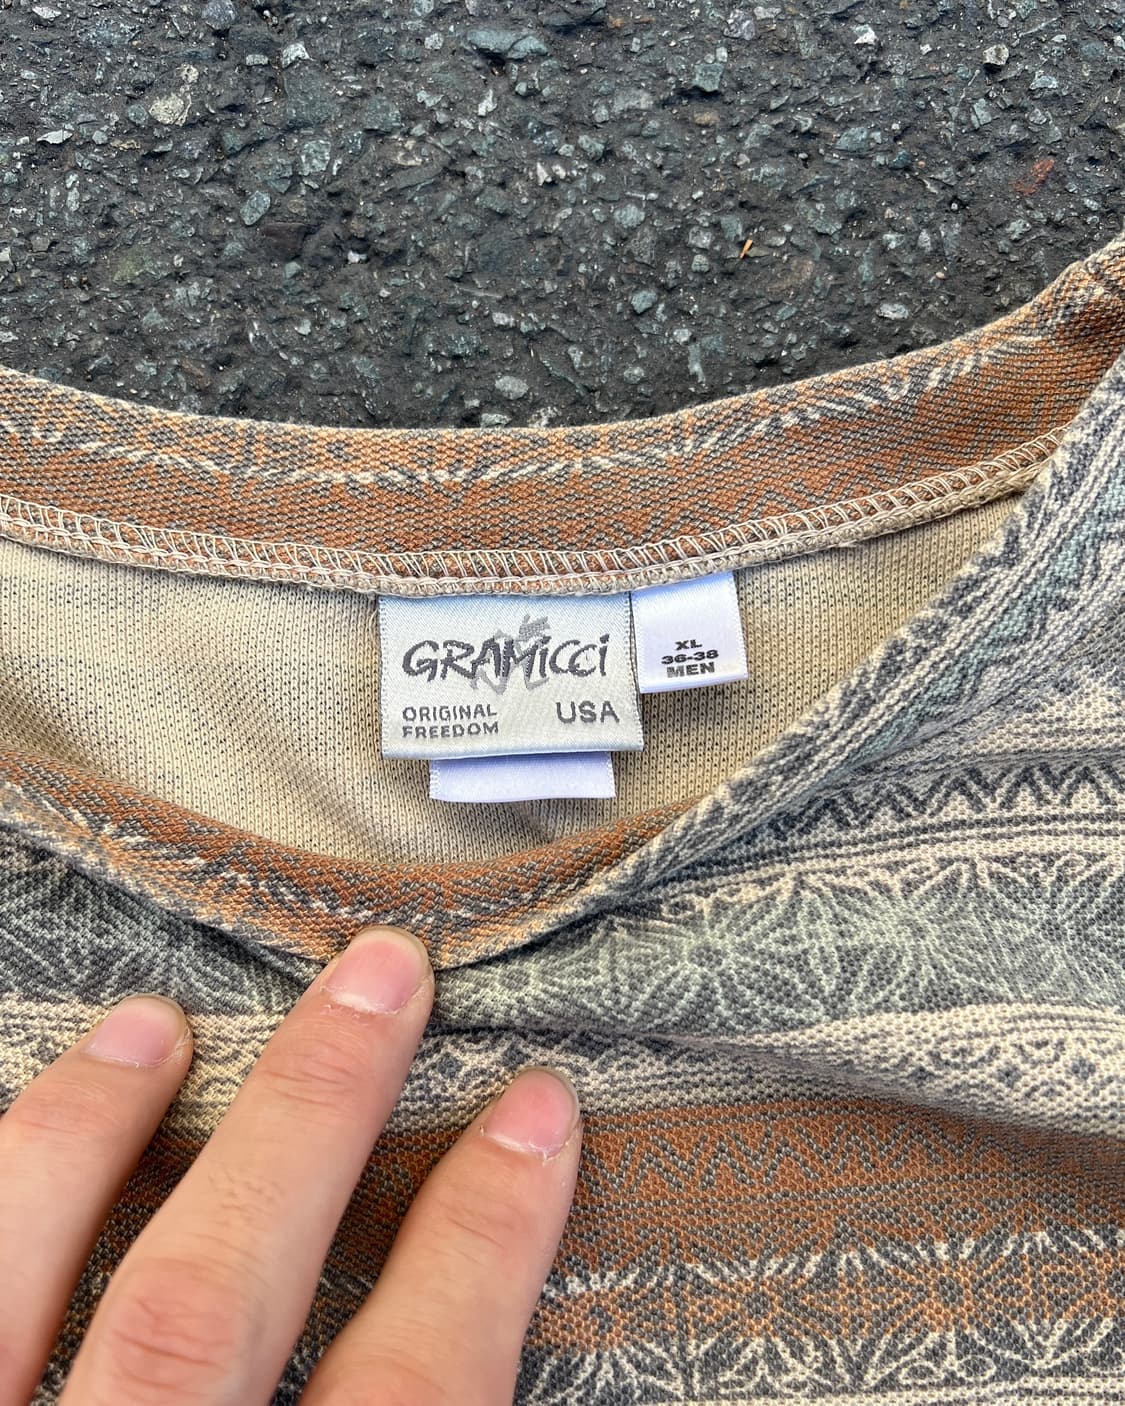 GRAMICCI
ORIGINAL
FREEDOM
USA
XL
36-38
MEN